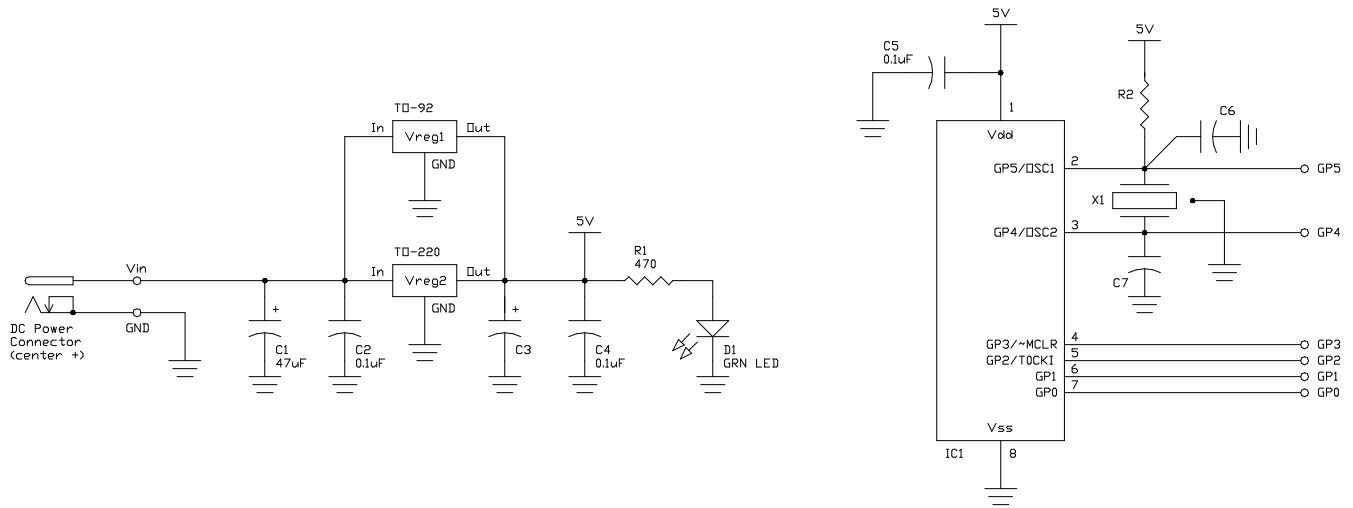 TO-92
In
Vreg1
Out
GND
5V
TO-220
R1
470
Vin
In
Vreg2
Out
GND
GND
DC Power
Connector
(center +)
+
C1
47uF
C2
0.1uF
+
C3
C4
0.1uF
D1
GRN LED
5V
5V
C5
0.1uF
R2
C6
1
Vdd
GP5/OSC1
2
GP5
X1
GP4/OSC2
3
GP4
C7
GP3/~MCLR
4
GP3
GP2/TOCKI
5
GP2
GP1
6
GP1
GP0
7
GP0
Vss
IC1
8